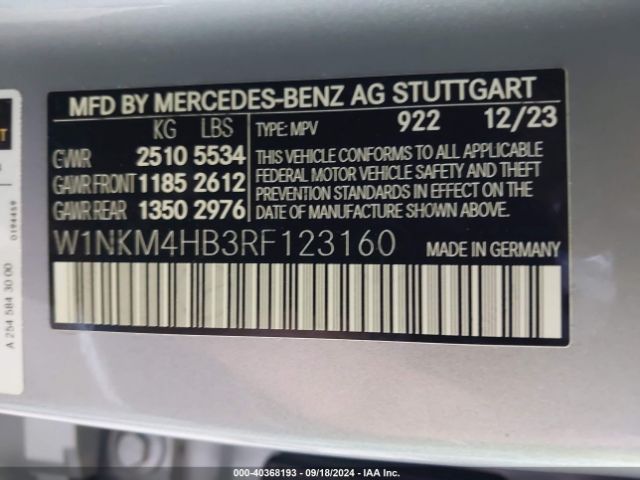 MFD BY MERCEDES-BENZ AG STUTTGART
KG LBS
GVWR 2510 5534
GAWR FRONT 1185 2612
GAWR REAR 1350 2976
TYPE: MPV 922 12/23
THIS VEHICLE CONFORMS TO ALL APPLICABLE
FEDERAL MOTOR VEHICLE SAFETY AND THEFT
PREVENTION STANDARDS IN EFFECT ON THE
DATE OF MANUFACTURE SHOWN ABOVE.
W1NKM4HB3RF123160 MADE IN GERMANY
A 254 584 30 00
000-40368193 - 09/18/2024 - IAA Inc.